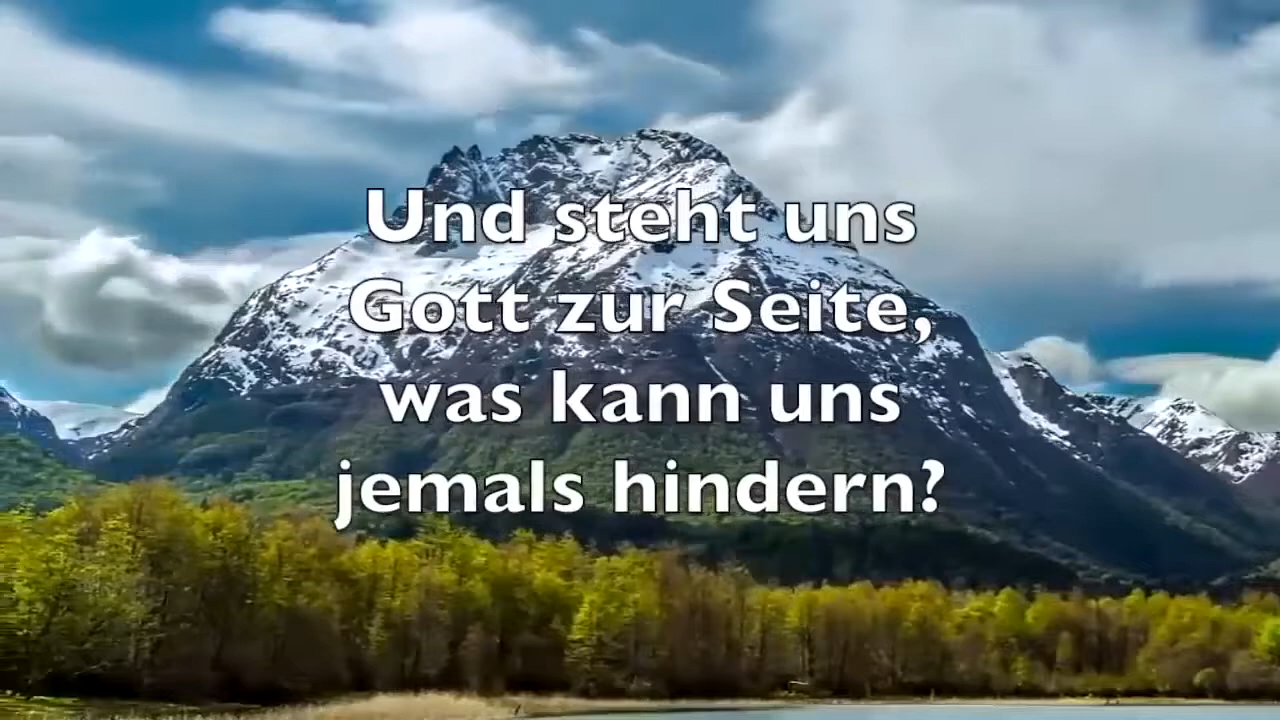 Und steht uns
Gott zur Seite,
was kann uns
jemals hindern?